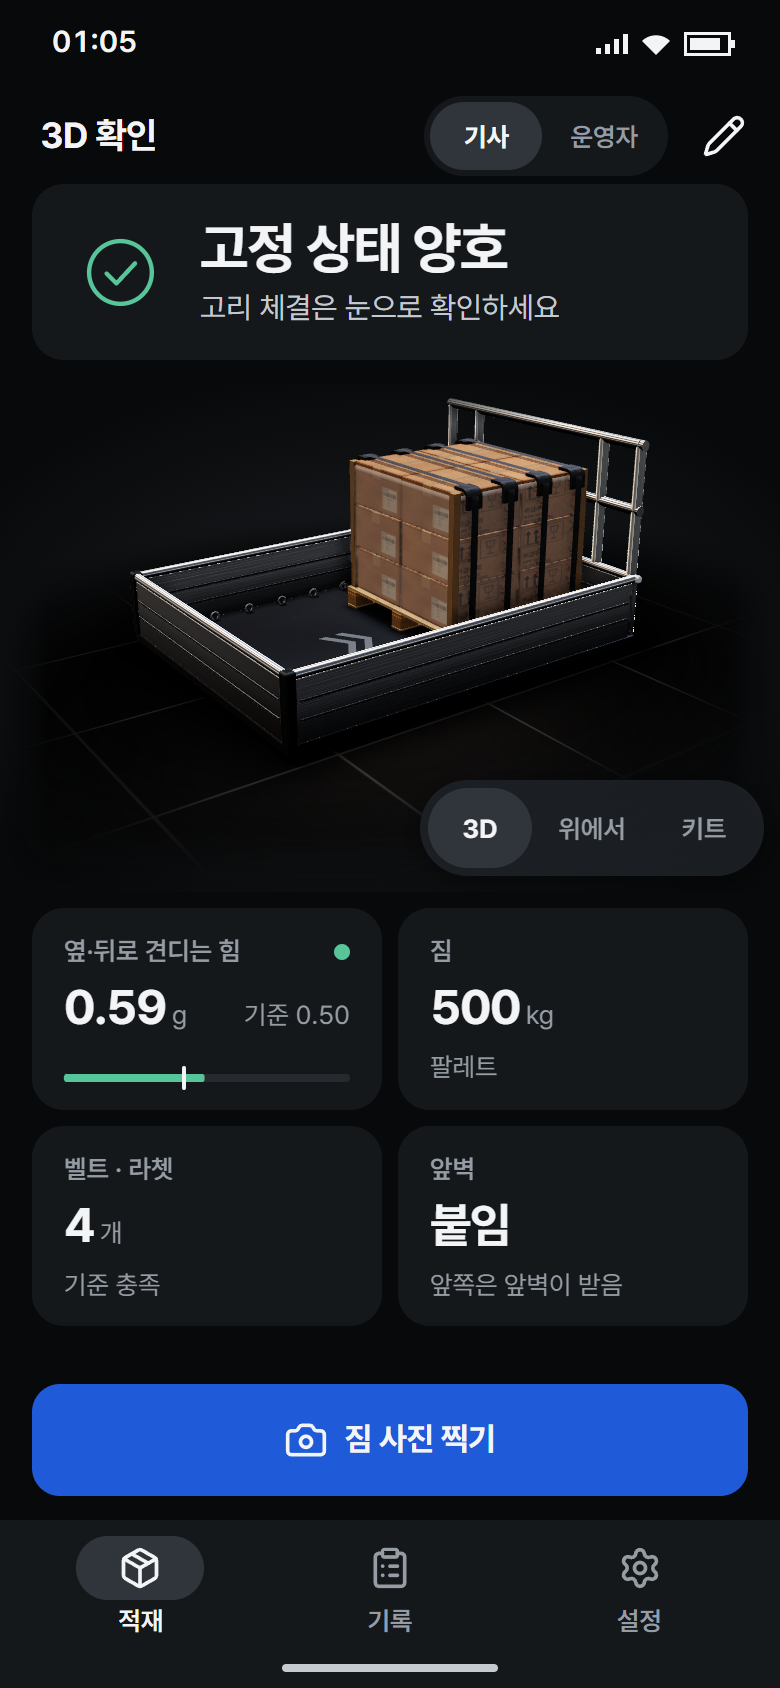 01:05
3D 확인
기사
운영자
고정 상태 양호
고리 체결은 눈으로 확인하세요
3D
위에서
키트
옆·뒤로 견디는 힘
0.59 g
기준 0.50
짐
500 kg
팔레트
벨트 · 라쳇
4 개
기준 충족
앞벽
붙임
앞쪽은 앞벽이 받음
짐 사진 찍기
적재
기록
설정